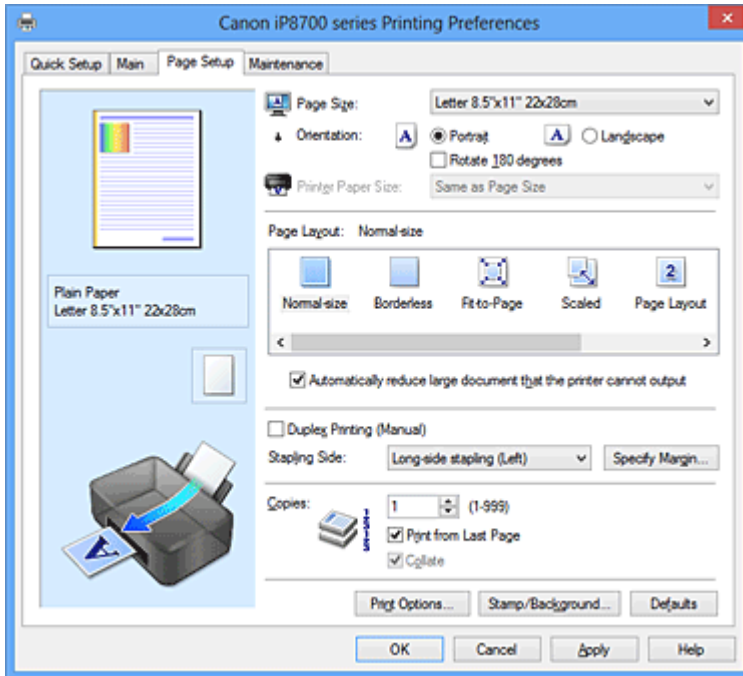 Canon iP8700 series Printing Preferences
Quick Setup Main Page Setup Maintenance
Page Size: Letter 8.5"x11" 22x28cm
Orientation: A Portrait A Landscape
Rotate 180 degrees
Printer Paper Size: Same as Page Size
Page Layout: Normal-size
2
Normal-size Borderless Fit-to-Page Scaled Page Layout
Plain Paper
Letter 8.5"x11" 22x28cm
Automatically reduce large document that the printer cannot output
Duplex Printing (Manual)
Stapling Side: Long-side stapling (Left) Specify Margin...
Copies: 1 (1-999)
Print from Last Page
Collate
A
Print Options... Stamp/Background... Defaults
OK Cancel Apply Help